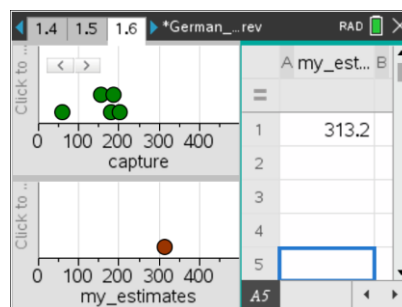 1.4 1.5 1.6 *German_...rev RAD
Click to ...
0 100 200 300 400
capture
Click to ...
0 100 200 300 400
my_estimates
A my_est... B
=
1 313.2
2
3
4
5
A5